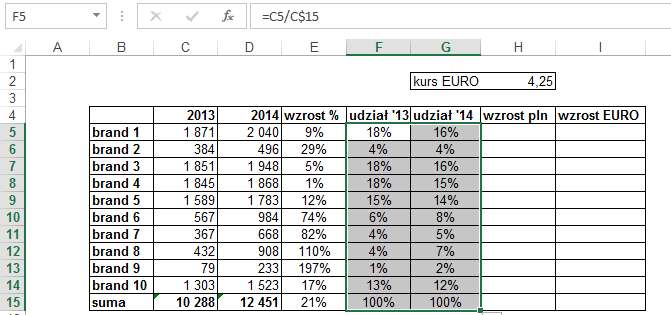 F5 fx =C5/C$15
A B C D E F G H I
1
2 kurs EURO 4,25
3
4 2013 2014 wzrost % udział '13 udział '14 wzrost pln wzrost EURO
5 brand 1 1 871 2 040 9% 18% 16%
6 brand 2 384 496 29% 4% 4%
7 brand 3 1 851 1 948 5% 18% 16%
8 brand 4 1 845 1 868 1% 18% 15%
9 brand 5 1 589 1 783 12% 15% 14%
10 brand 6 567 984 74% 6% 8%
11 brand 7 367 668 82% 4% 5%
12 brand 8 432 908 110% 4% 7%
13 brand 9 79 233 197% 1% 2%
14 brand 10 1 303 1 523 17% 13% 12%
15 suma 10 288 12 451 21% 100% 100%